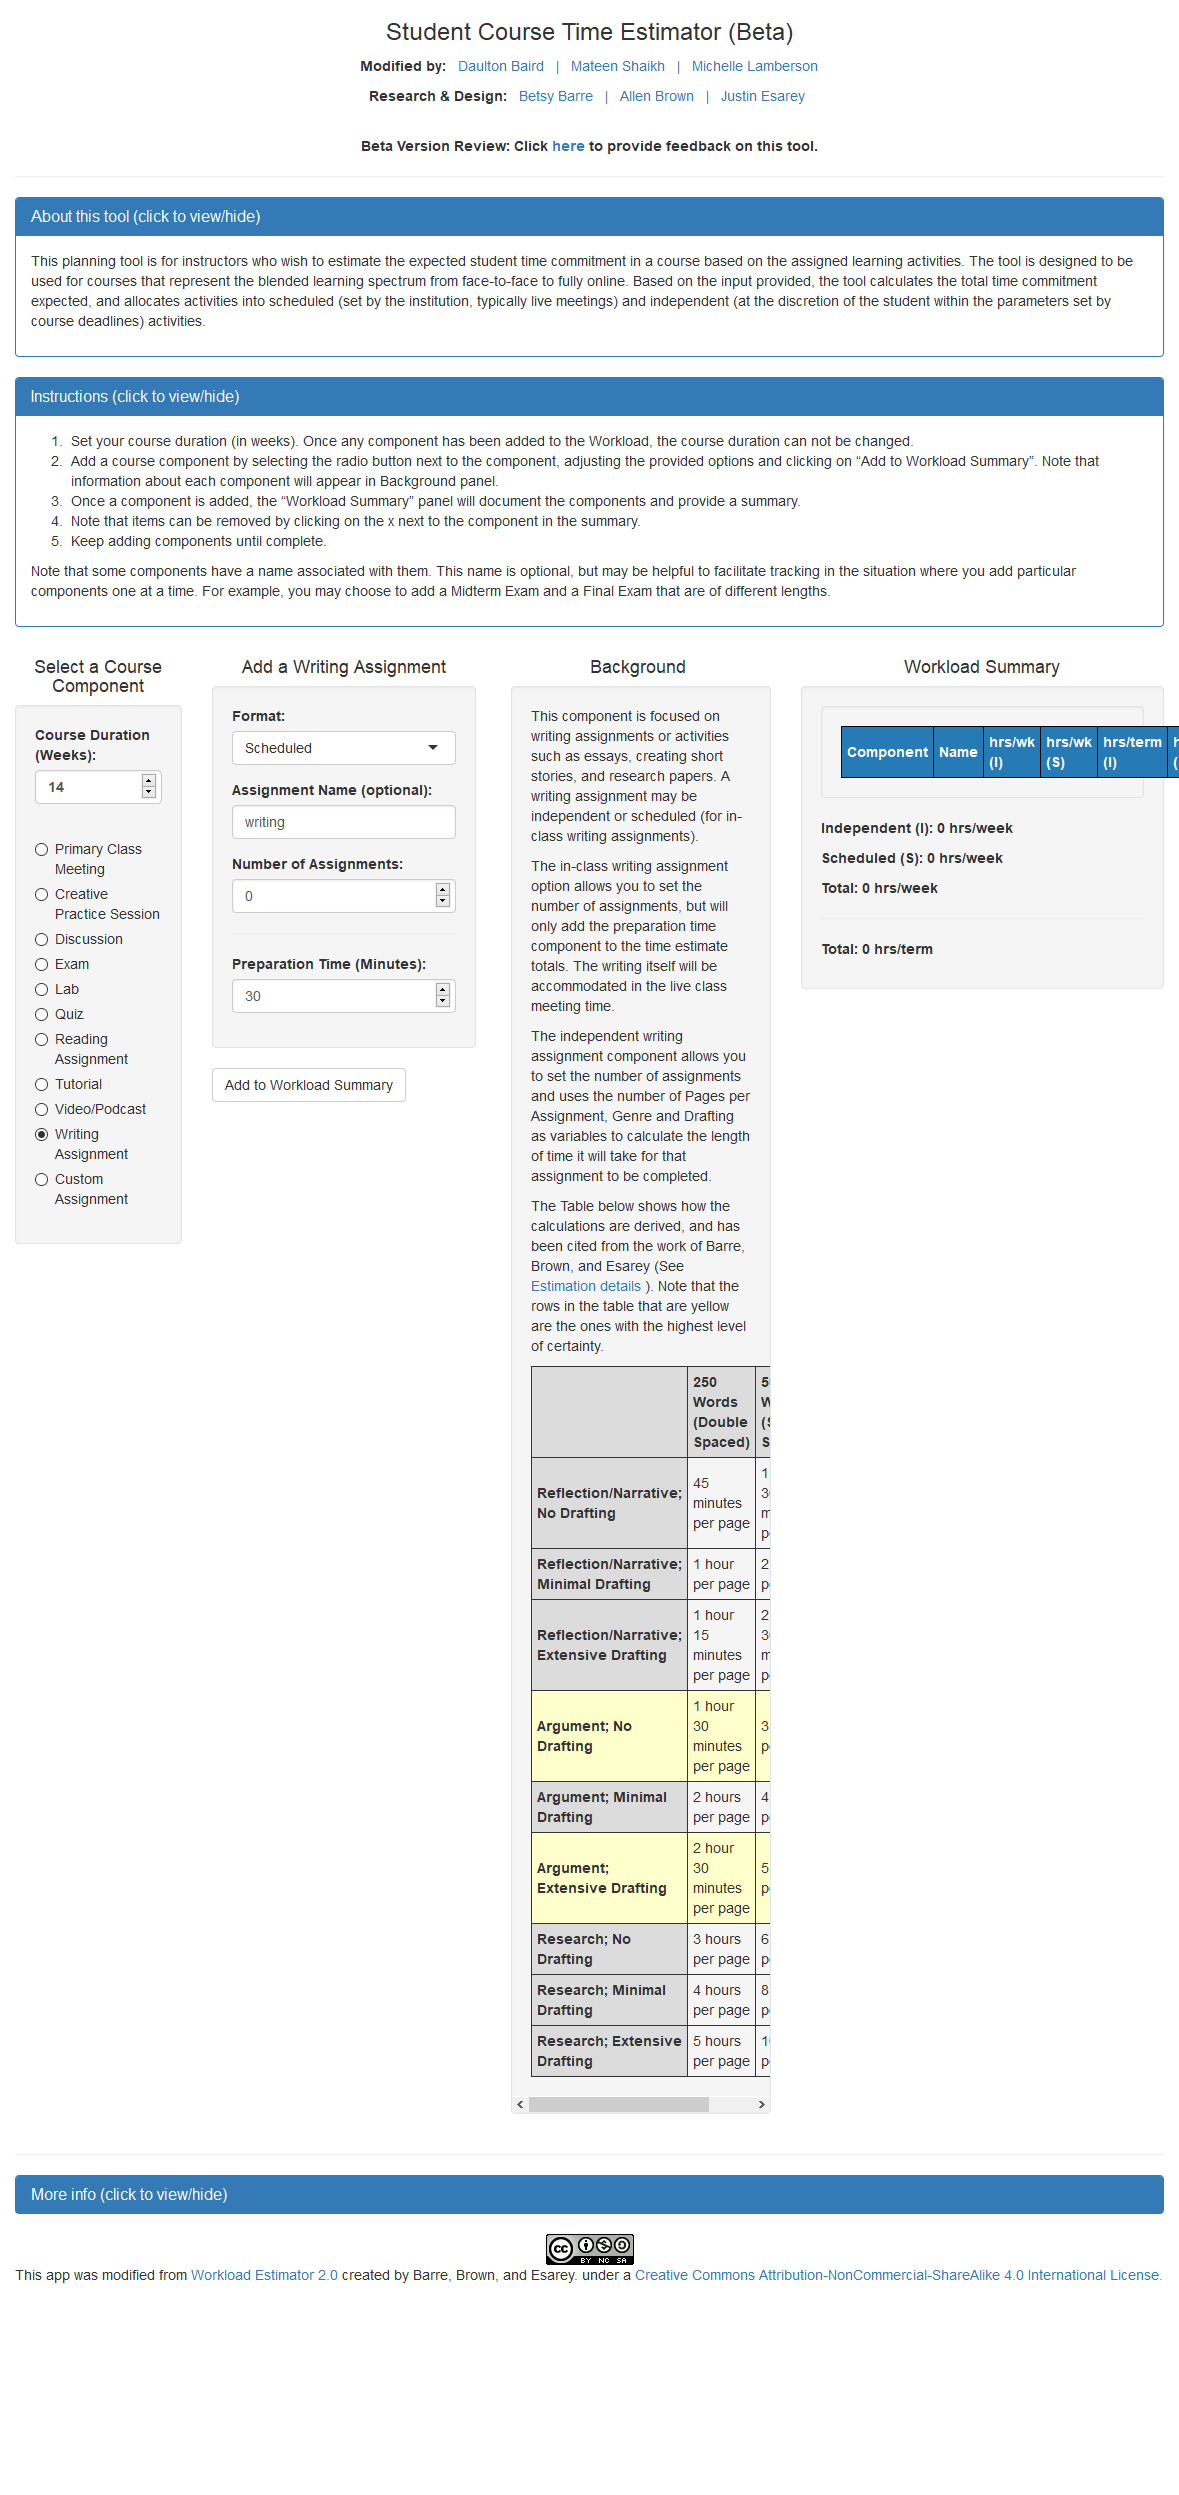 Student Course Time Estimator (Beta)
Modified by: Daulton Baird | Mateen Shaikh | Michelle Lamberson
Research & Design: Betsy Barre | Allen Brown | Justin Esarey
Beta Version Review: Click here to provide feedback on this tool.
About this tool (click to view/hide)
This planning tool is for instructors who wish to estimate the expected student time commitment in a course based on the assigned learning activities. The tool is designed to be
used for courses that represent the blended learning spectrum from face-to-face to fully online. Based on the input provided, the tool calculates the total time commitment
expected, and allocates activities into scheduled (set by the institution, typically live meetings) and independent (at the discretion of the student within the parameters set by
course deadlines) activities.
Instructions (click to view/hide)
1. Set your course duration (in weeks). Once any component has been added to the Workload, the course duration can not be changed.
2. Add a course component by selecting the radio button next to the component, adjusting the provided options and clicking on “Add to Workload Summary”. Note that
information about each component will appear in Background panel.
3. Once a component is added, the “Workload Summary” panel will document the components and provide a summary.
4. Note that items can be removed by clicking on the x next to the component in the summary.
5. Keep adding components until complete.
Note that some components have a name associated with them. This name is optional, but may be helpful to facilitate tracking in the situation where you add particular
components one at a time. For example, you may choose to add a Midterm Exam and a Final Exam that are of different lengths.
Select a Course
Component
Course Duration
(Weeks):
14
Primary Class
Meeting
Creative
Practice Session
Discussion
Exam
Lab
Quiz
Reading
Assignment
Tutorial
Video/Podcast
Writing
Assignment
Custom
Assignment
Add a Writing Assignment
Format:
Scheduled
Assignment Name (optional):
writing
Number of Assignments:
0
Preparation Time (Minutes):
30
Add to Workload Summary
Background
This component is focused on
writing assignments or activities
such as essays, creating short
stories, and research papers. A
writing assignment may be
independent or scheduled (for in-
class writing assignments).
The in-class writing assignment
option allows you to set the
number of assignments, but will
only add the preparation time
component to the time estimate
totals. The writing itself will be
accommodated in the live class
meeting time.
The independent writing
assignment component allows you
to set the number of assignments
and uses the number of Pages per
Assignment, Genre and Drafting
as variables to calculate the length
of time it will take for that
assignment to be completed.
The Table below shows how the
calculations are derived, and has
been cited from the work of Barre,
Brown, and Esarey (See
Estimation details ). Note that the
rows in the table that are yellow
are the ones with the highest level
of certainty.
250
Words
(Double
Spaced)
Reflection/Narrative;
No Drafting
45
minutes
per page
Reflection/Narrative;
Minimal Drafting
1 hour
per page
Reflection/Narrative;
Extensive Drafting
1 hour
15
minutes
per page
Argument; No
Drafting
1 hour
30
minutes
per page
Argument; Minimal
Drafting
2 hours
per page
Argument;
Extensive Drafting
2 hour
30
minutes
per page
Research; No
Drafting
3 hours
per page
Research; Minimal
Drafting
4 hours
per page
Research; Extensive
Drafting
5 hours
per page
Workload Summary
Component Name hrs/wk (I) hrs/wk (S) hrs/term (I)
Independent (I): 0 hrs/week
Scheduled (S): 0 hrs/week
Total: 0 hrs/week
Total: 0 hrs/term
More info (click to view/hide)
cc BY NC SA
This app was modified from Workload Estimator 2.0 created by Barre, Brown, and Esarey. under a Creative Commons Attribution-NonCommercial-ShareAlike 4.0 International License.